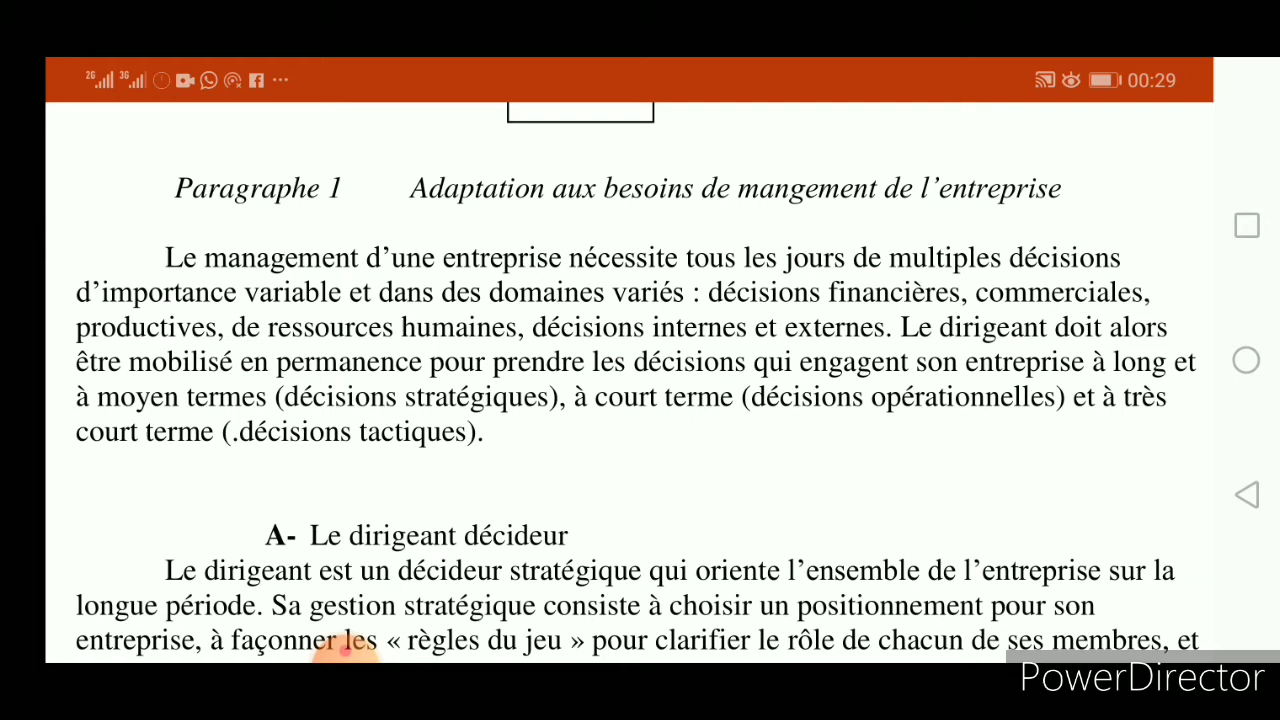 2G 3G 00:29
Paragraphe 1 Adaptation aux besoins de mangement de l’entreprise
Le management d’une entreprise nécessite tous les jours de multiples décisions
d’importance variable et dans des domaines variés : décisions financières, commerciales,
productives, de ressources humaines, décisions internes et externes. Le dirigeant doit alors
être mobilisé en permanence pour prendre les décisions qui engagent son entreprise à long et
à moyen termes (décisions stratégiques), à court terme (décisions opérationnelles) et à très
court terme (.décisions tactiques).
A- Le dirigeant décideur
Le dirigeant est un décideur stratégique qui oriente l’ensemble de l’entreprise sur la
longue période. Sa gestion stratégique consiste à choisir un positionnement pour son
entreprise, à façonner les « règles du jeu » pour clarifier le rôle de chacun de ses membres, et
PowerDirector